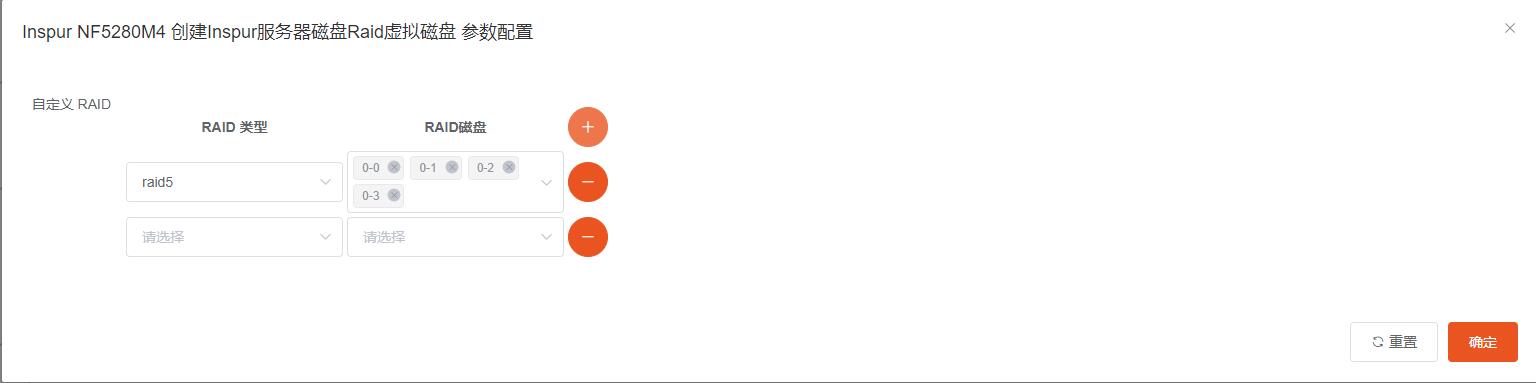 Inspur NF5280M4 创建Inspur服务器磁盘Raid虚拟磁盘 参数配置
自定义 RAID
RAID 类型 RAID磁盘
raid5 0-0 0-1 0-2
0-3
请选择 请选择
重置 确定